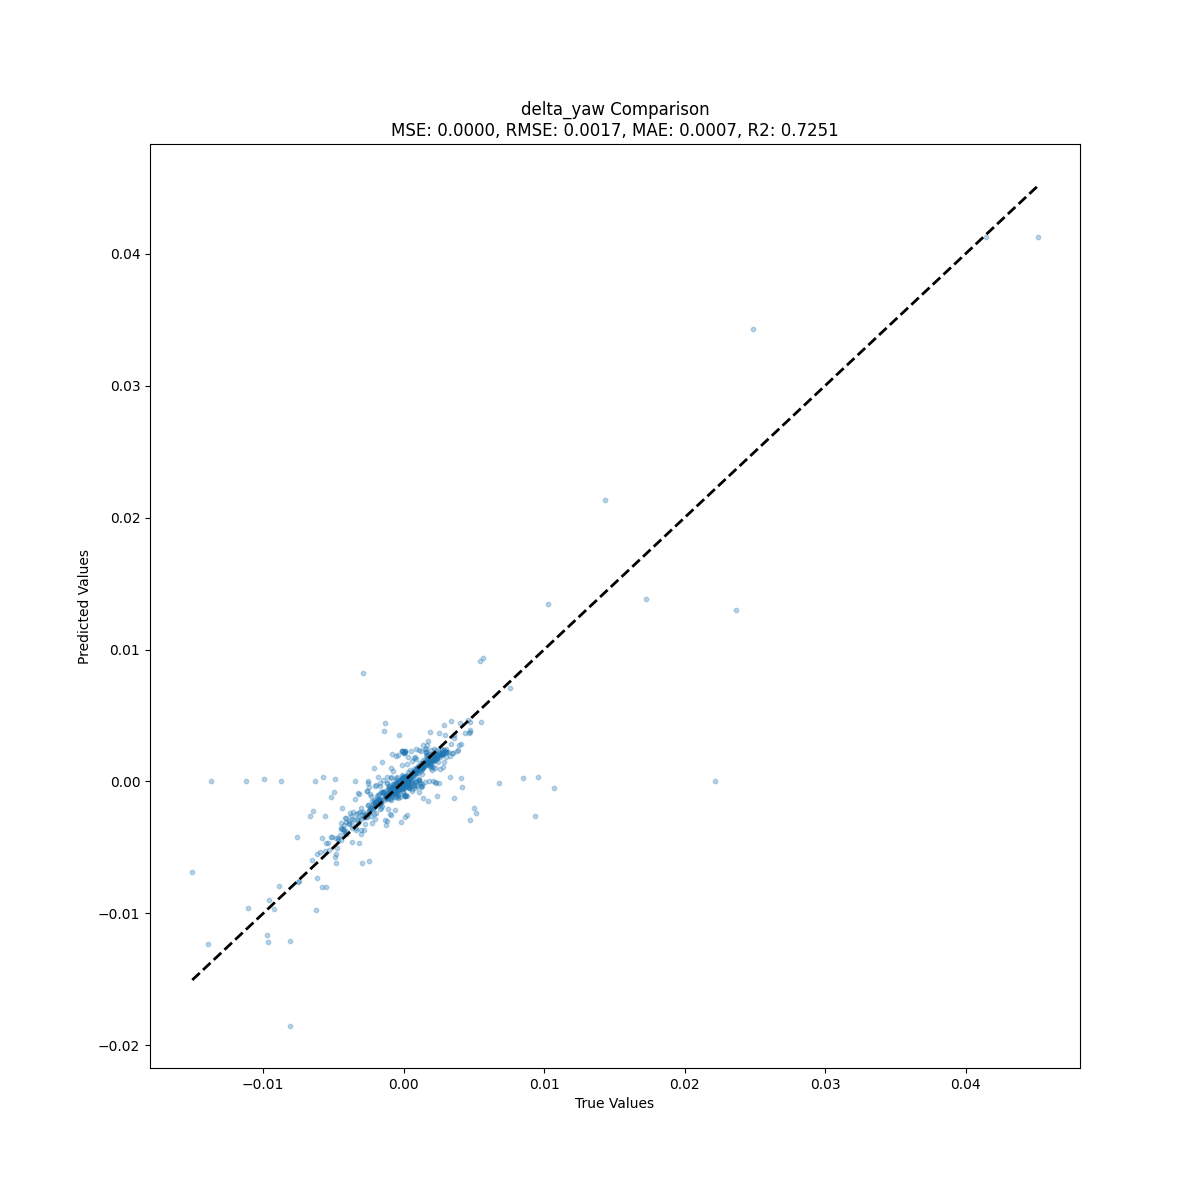 delta_yaw Comparison
MSE: 0.0000, RMSE: 0.0017, MAE: 0.0007, R2: 0.7251
0.04
0.03
0.02
0.01
0.00
−0.01
−0.02
Predicted Values
−0.01 0.00 0.01 0.02 0.03 0.04
True Values